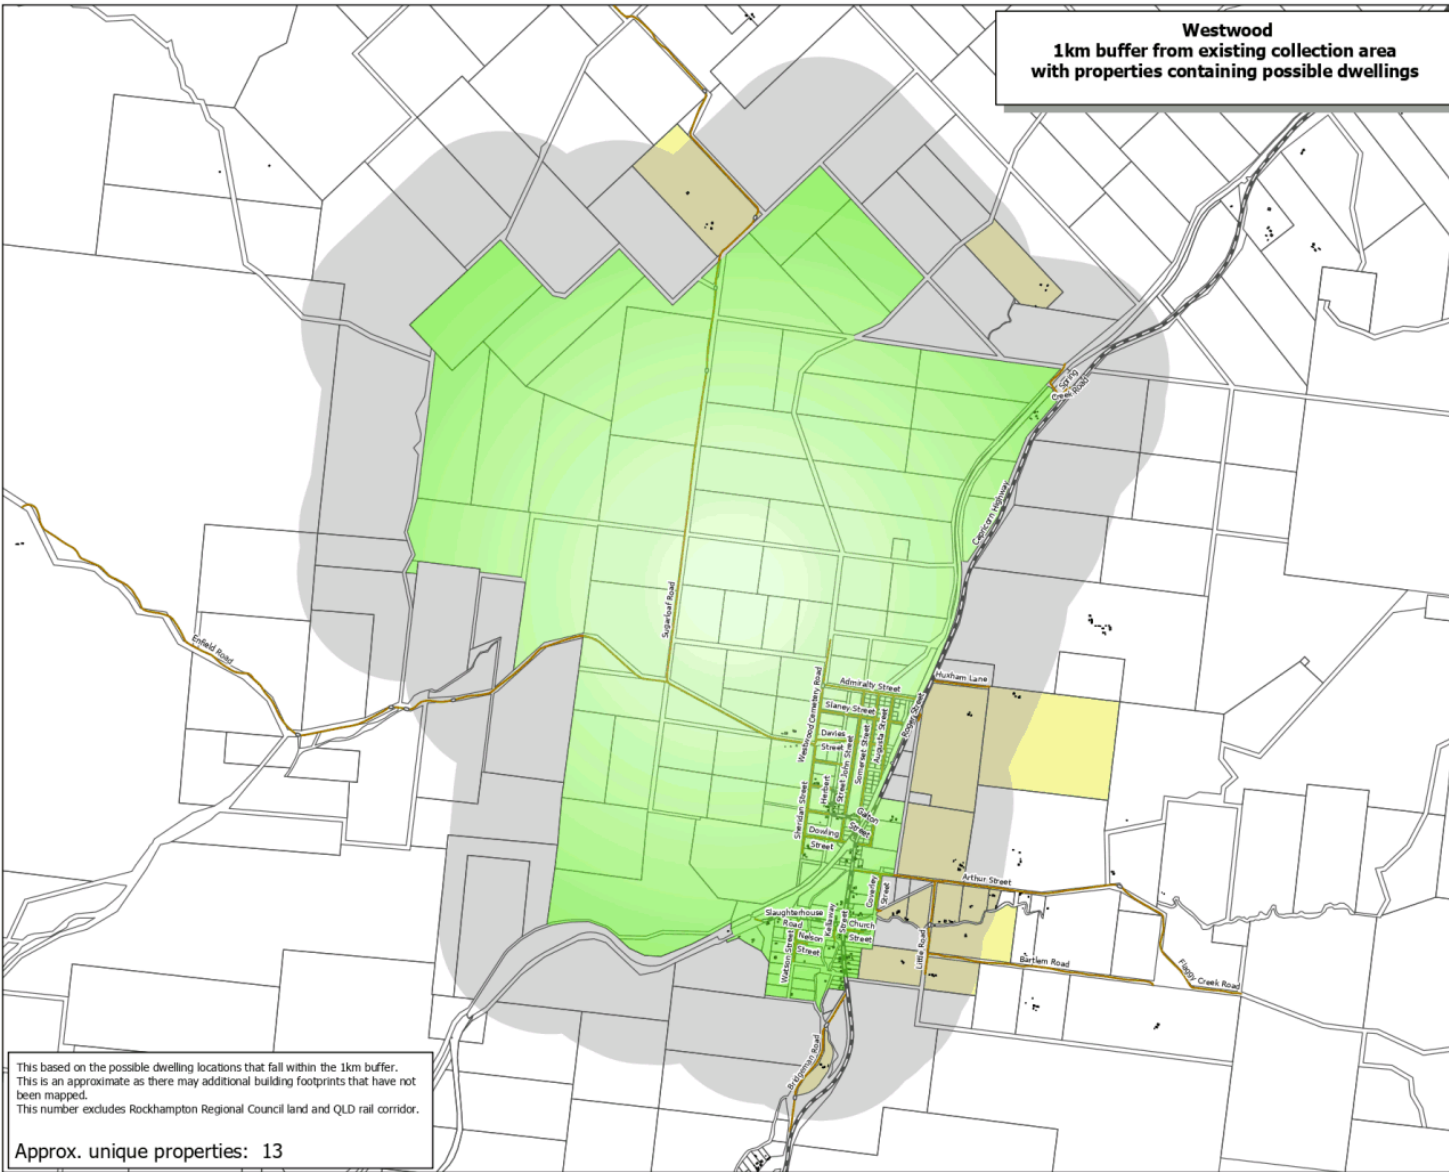 Westwood
1km buffer from existing collection area
with properties containing possible dwellings
Spring
Creek Road
Capricorn Highway
Sugarloaf Road
Enfield Road
Huxham Lane
Admiralty Street
Westwood Cemetery Road
Slaney Street
Augusta Street
Rogers Street
Davies
Street
John Street
Somerset Street
Herbert
Street
Sheridan Street
Galton
Street
Dowling
Street
Arthur Street
Coverley
Street
Slaughterhouse
Road
Kellaway
Street
Church
Street
Nelson
Street
Watson Street
Little Road
Bartlem Road
Flaggy Creek Road
Bridgeman Road
This based on the possible dwelling locations that fall within the 1km buffer.
This is an approximate as there may additional building footprints that have not
been mapped.
This number excludes Rockhampton Regional Council land and QLD rail corridor.
Approx. unique properties: 13